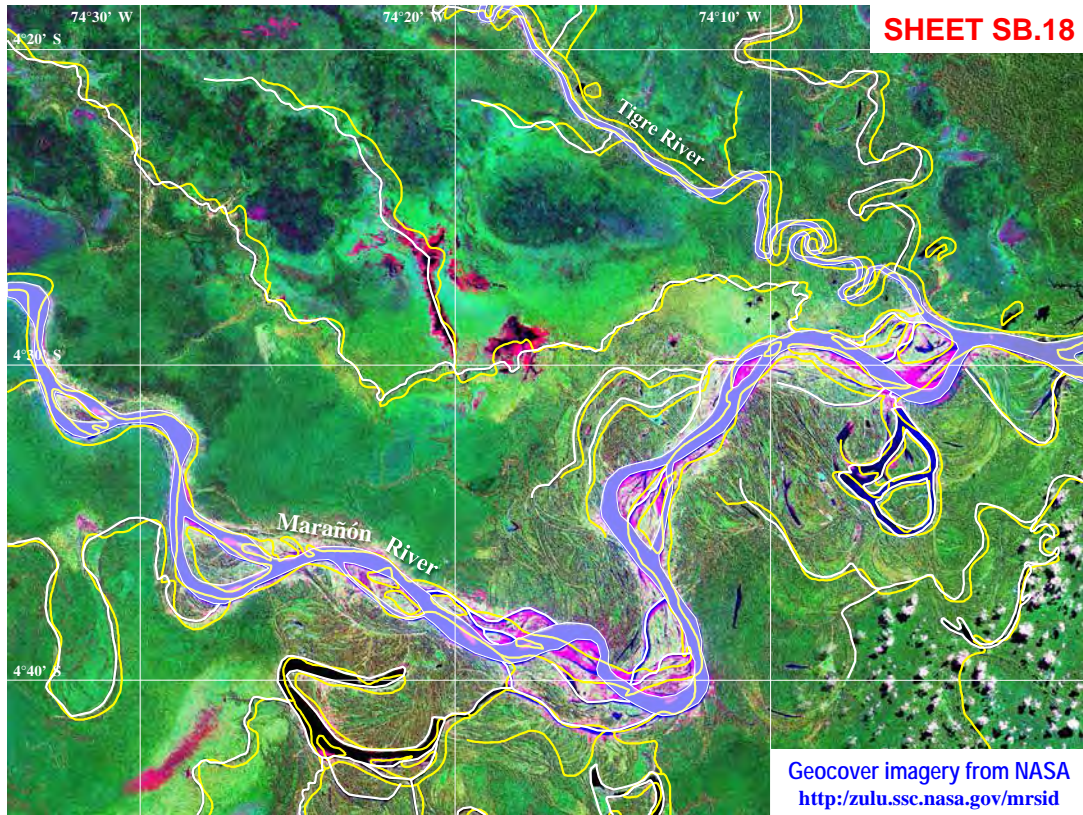 74°30' W
74°20' W
74°10' W
SHEET SB.18
4°20' S
Tigre River
4°30' S
Marañón River
4°40' S
Geocover imagery from NASA
http:/zulu.ssc.nasa.gov/mrsid